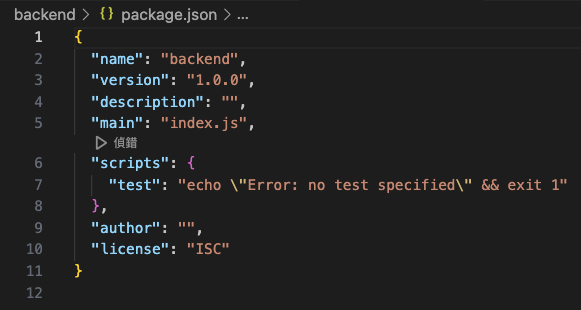 backend > {} package.json > ...
1 {
2 "name": "backend",
3 "version": "1.0.0",
4 "description": "",
5 "main": "index.js",
偵錯
6 "scripts": {
7 "test": "echo \"Error: no test specified\" && exit 1"
8 },
9 "author": "",
10 "license": "ISC"
11 }
12